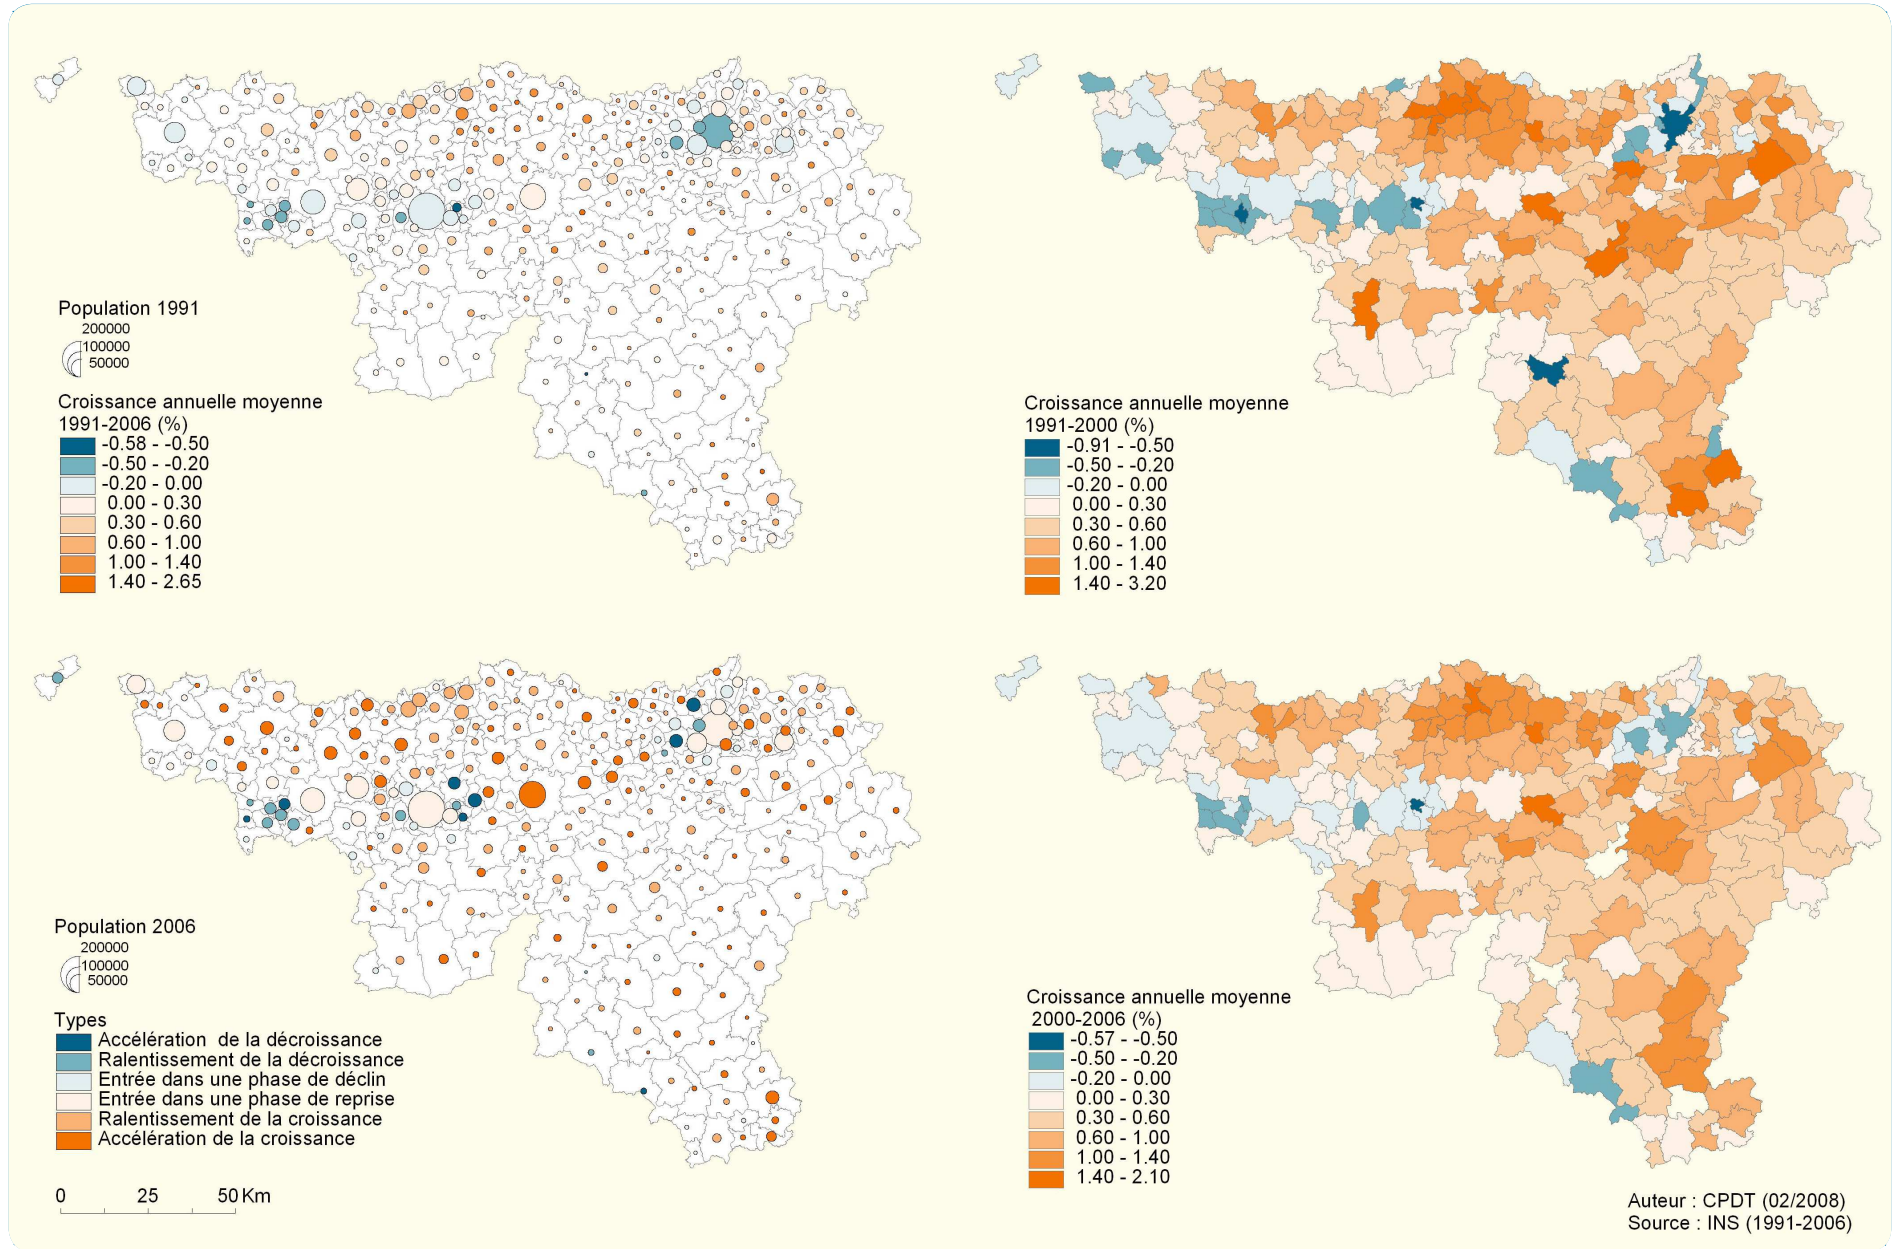 Population 1991
200000
100000
50000
Croissance annuelle moyenne
1991-2006 (%)
-0.58 - -0.50
-0.50 - -0.20
-0.20 - 0.00
0.00 - 0.30
0.30 - 0.60
0.60 - 1.00
1.00 - 1.40
1.40 - 2.65
Croissance annuelle moyenne
1991-2000 (%)
-0.91 - -0.50
-0.50 - -0.20
-0.20 - 0.00
0.00 - 0.30
0.30 - 0.60
0.60 - 1.00
1.00 - 1.40
1.40 - 3.20
Population 2006
200000
100000
50000
Types
Accélération de la décroissance
Ralentissement de la décroissance
Entrée dans une phase de déclin
Entrée dans une phase de reprise
Ralentissement de la croissance
Accélération de la croissance
0 25 50 Km
Croissance annuelle moyenne
2000-2006 (%)
-0.57 - -0.50
-0.50 - -0.20
-0.20 - 0.00
0.00 - 0.30
0.30 - 0.60
0.60 - 1.00
1.00 - 1.40
1.40 - 2.10
Auteur : CPDT (02/2008)
Source : INS (1991-2006)